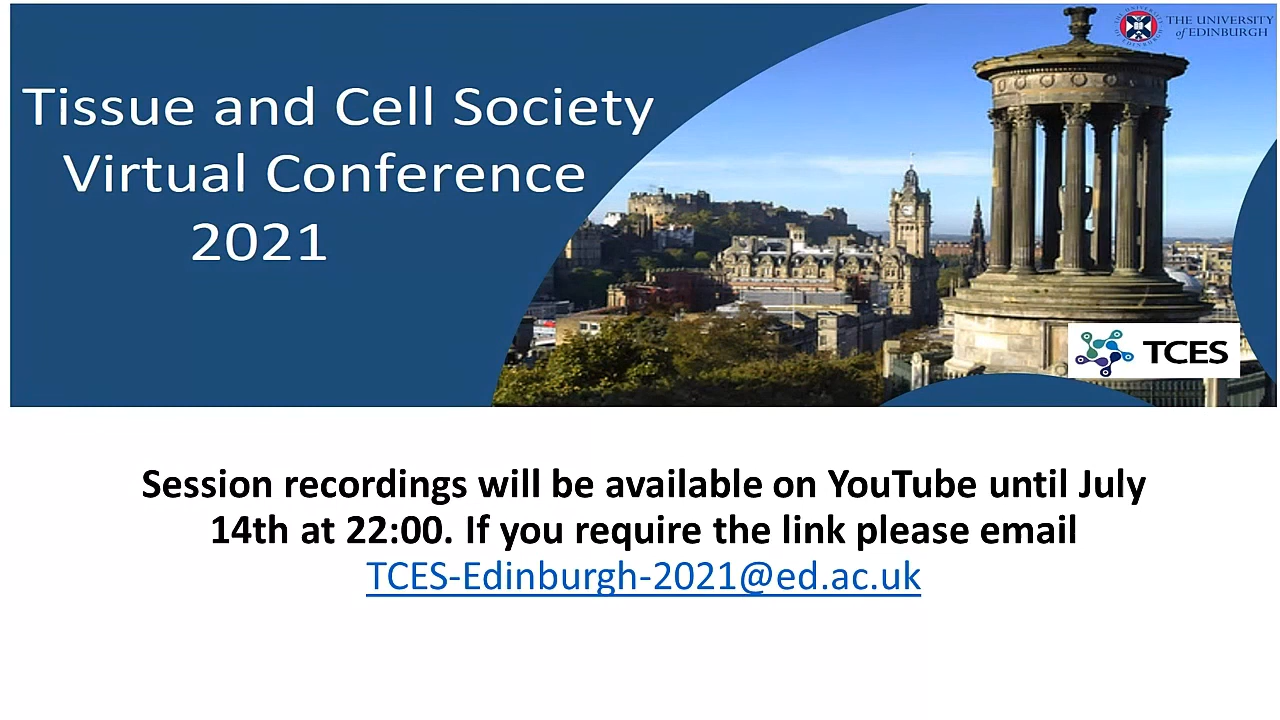 THE UNIVERSITY
of EDINBURGH
Tissue and Cell Society
Virtual Conference
2021
TCES
Session recordings will be available on YouTube until July
14th at 22:00. If you require the link please email
TCES-Edinburgh-2021@ed.ac.uk